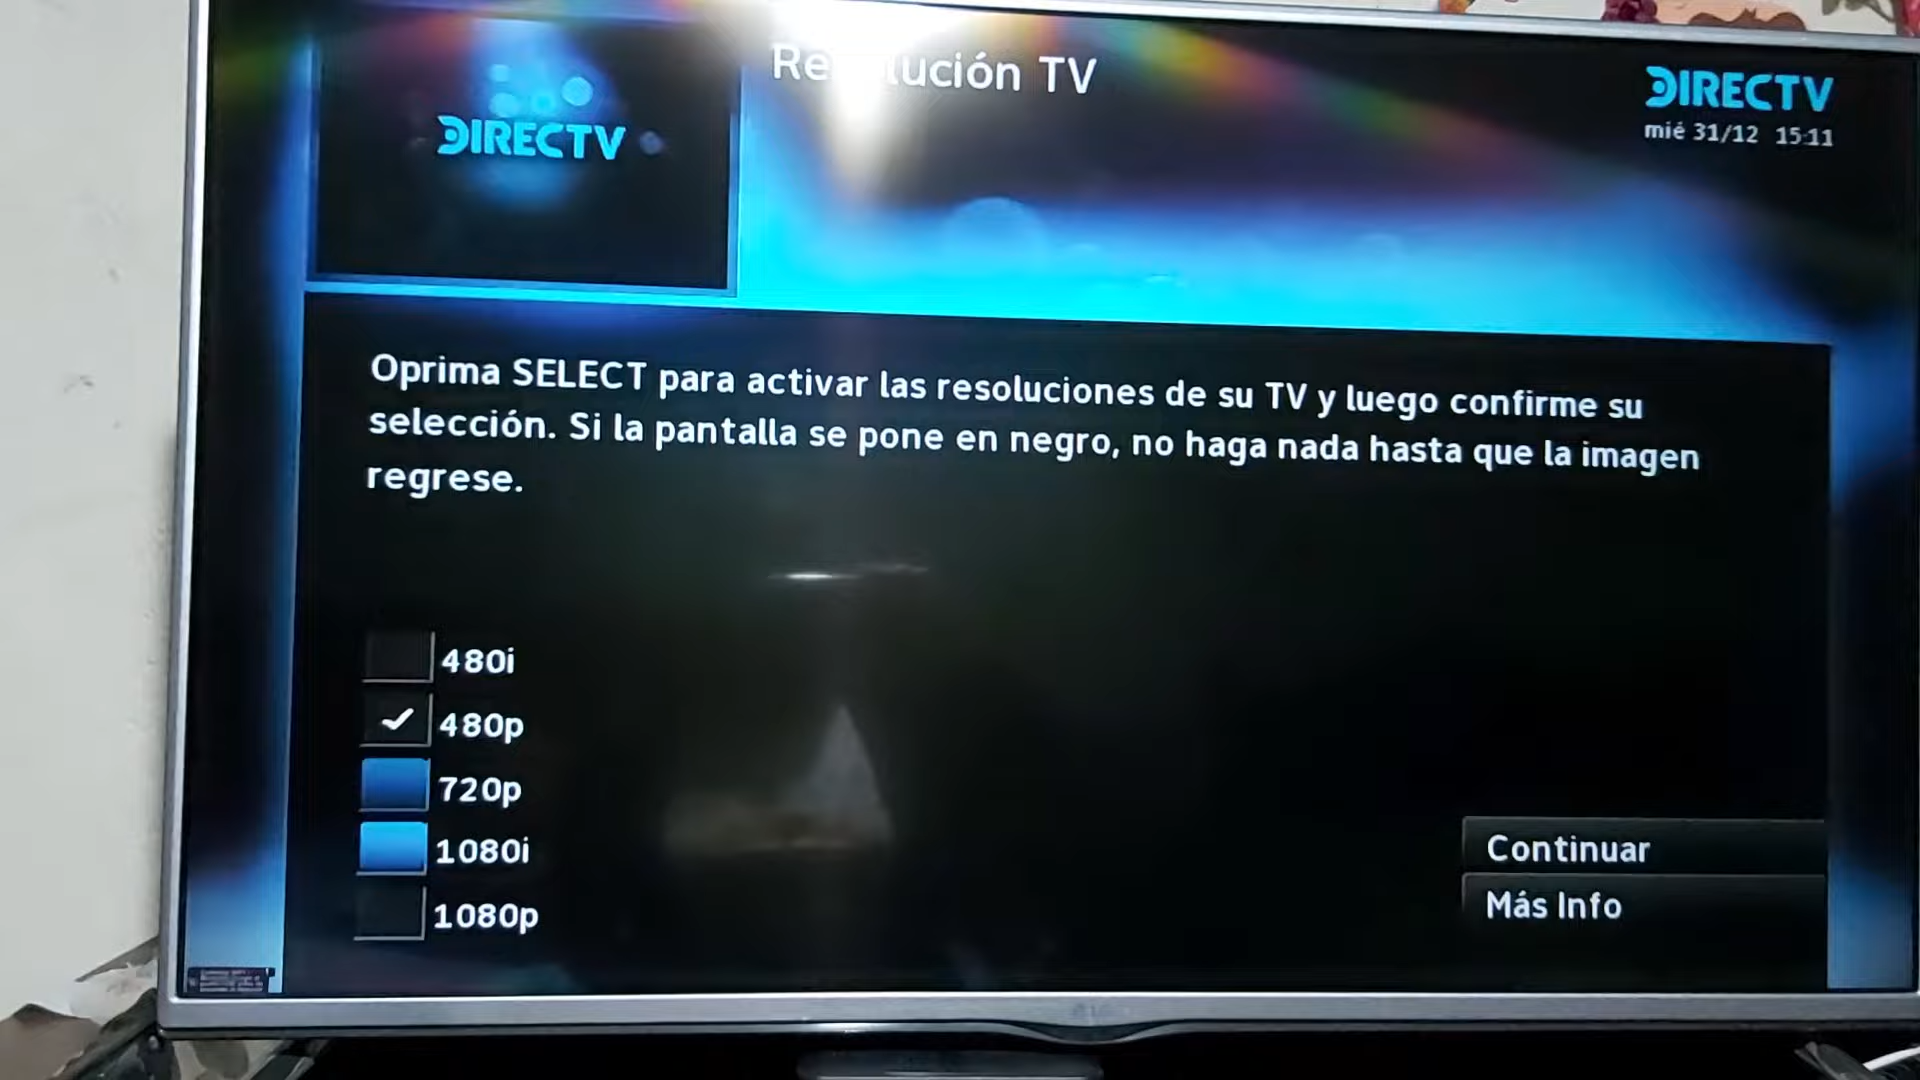 Resolución TV
DIRECTV
mié 31/12 15:11
DIRECTV
Oprima SELECT para activar las resoluciones de su TV y luego confirme su
selección. Si la pantalla se pone en negro, no haga nada hasta que la imagen
regrese.
480i
480p
720p
1080i
1080p
Continuar
Más Info